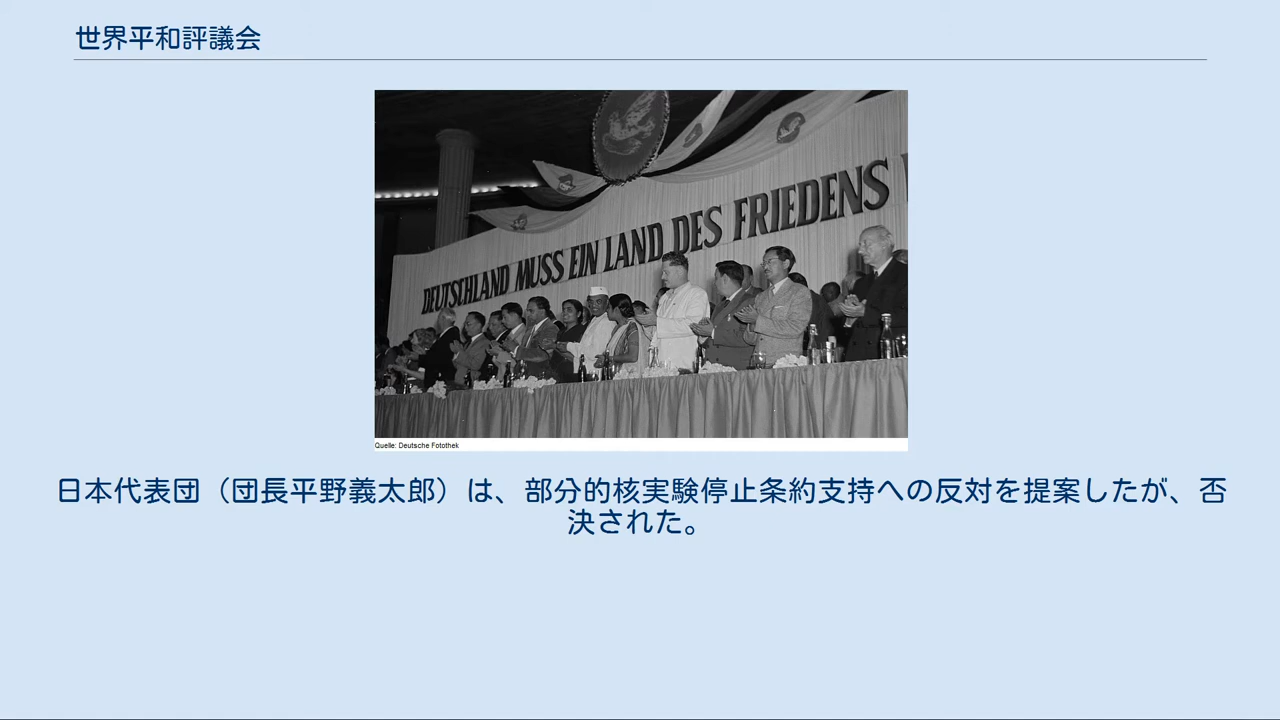 世界平和評議会
DEUTSCHLAND MUSS EIN LAND DES FRIEDENS
Quelle: Deutsche Fotothek
日本代表団（団長平野義太郎）は、部分的核実験停止条約支持への反対を提案したが、否
決された。